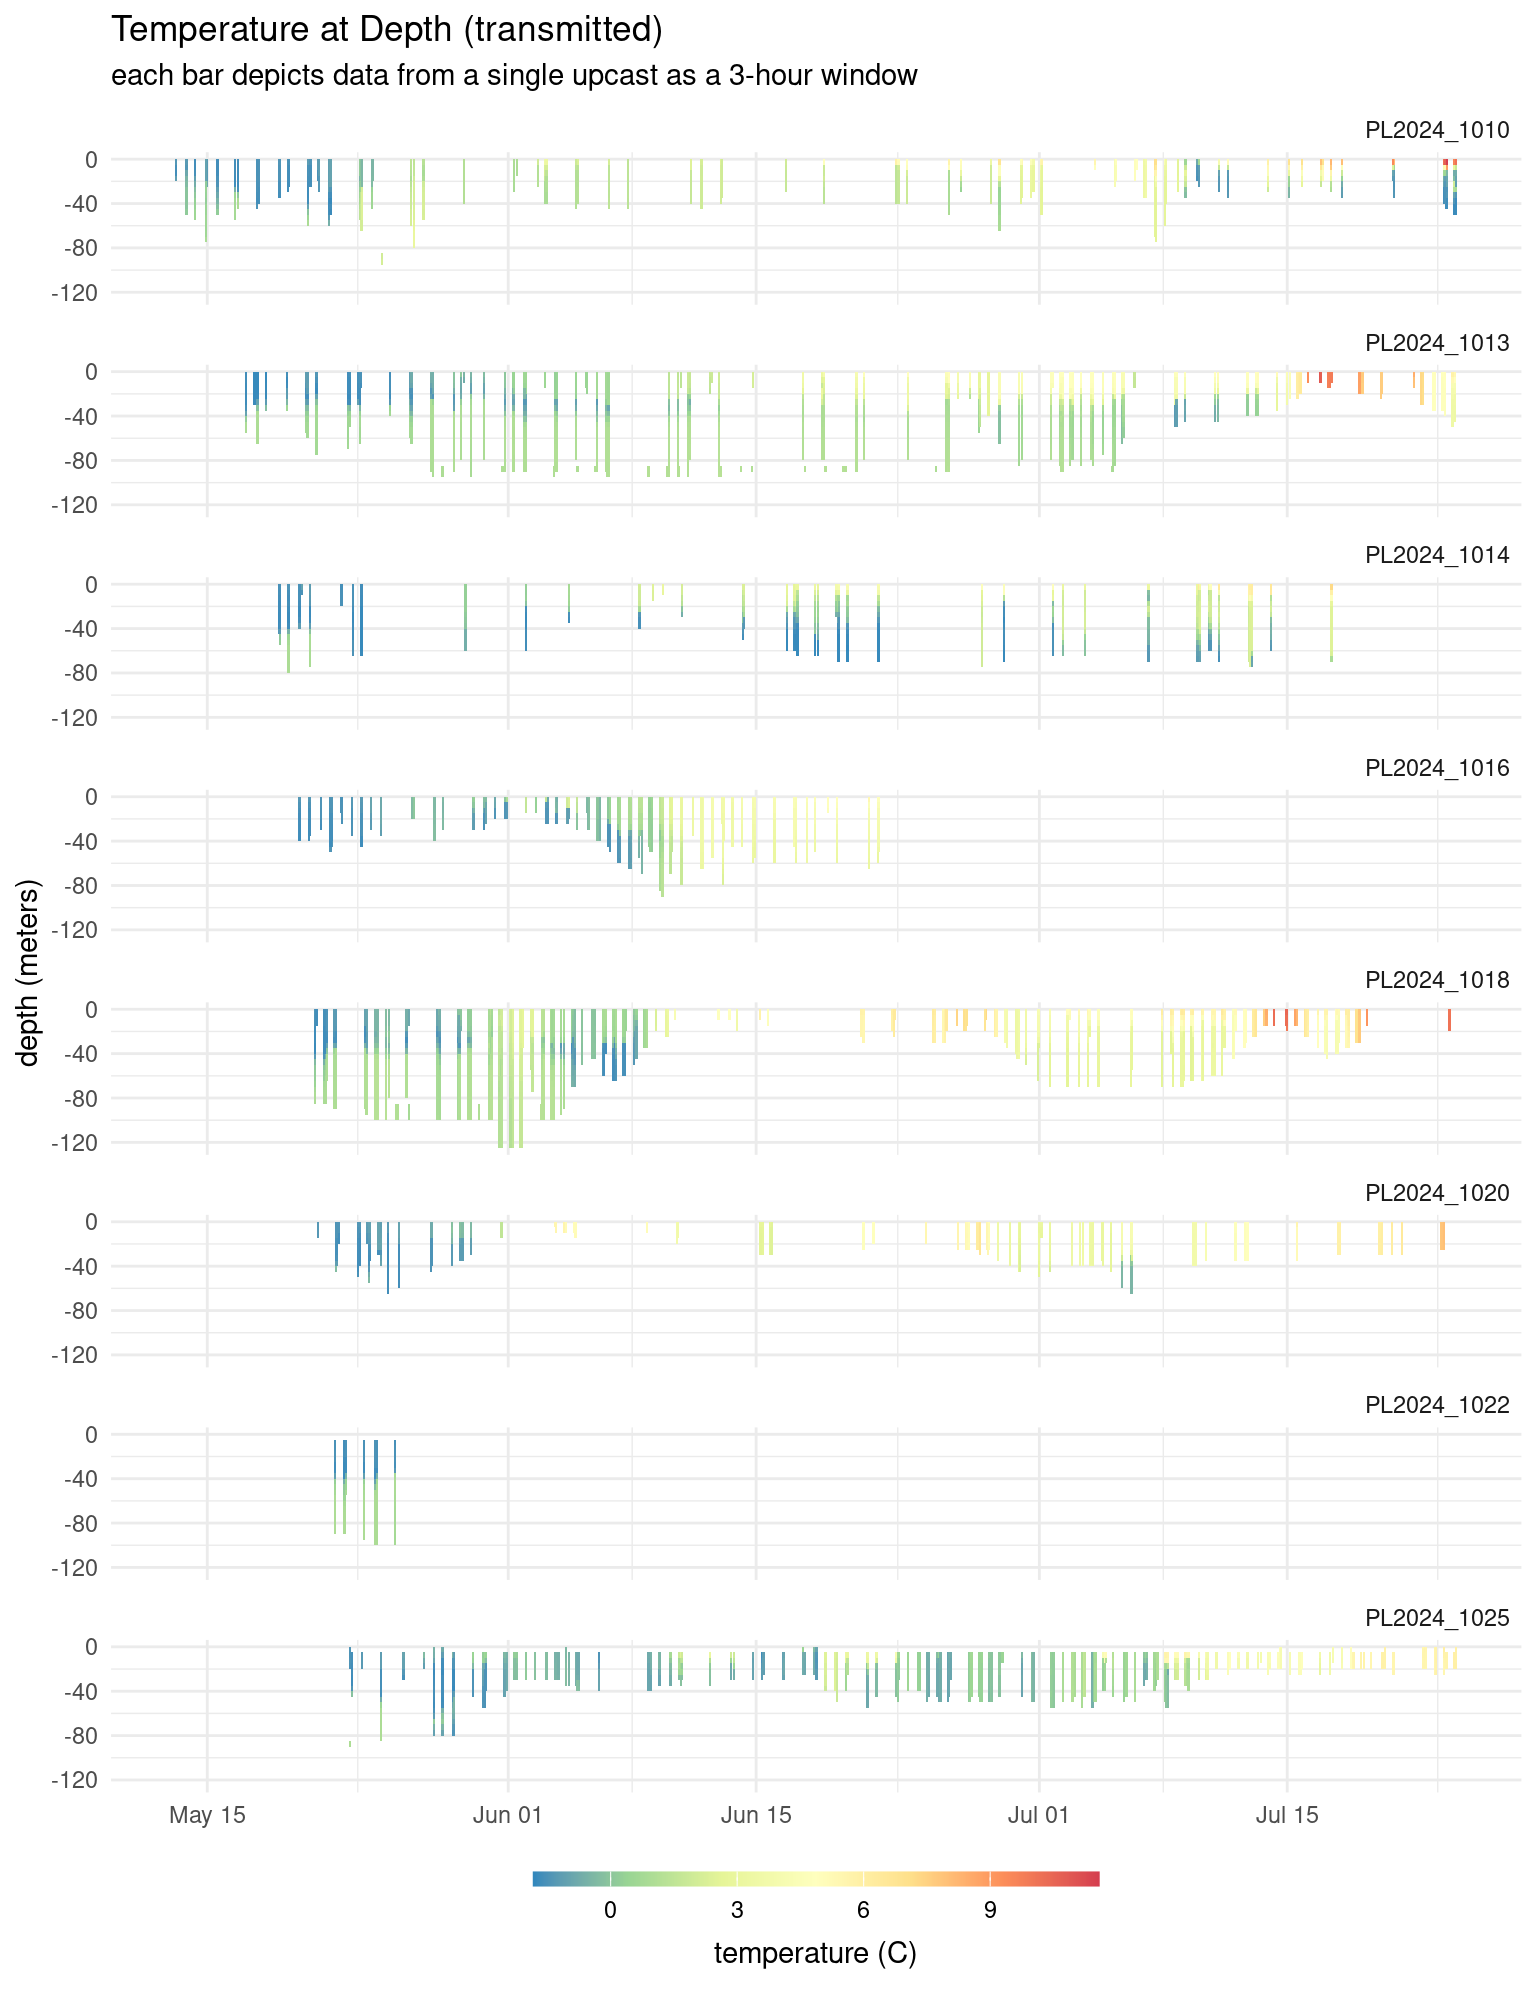 Temperature at Depth (transmitted)
each bar depicts data from a single upcast as a 3-hour window
PL2024_1010
0
-40
-80
-120
PL2024_1013
0
-40
-80
-120
PL2024_1014
0
-40
-80
-120
PL2024_1016
0
-40
-80
-120
depth (meters)
PL2024_1018
0
-40
-80
-120
PL2024_1020
0
-40
-80
-120
PL2024_1022
0
-40
-80
-120
PL2024_1025
0
-40
-80
-120
May 15 Jun 01 Jun 15 Jul 01 Jul 15
0 3 6 9
temperature (C)